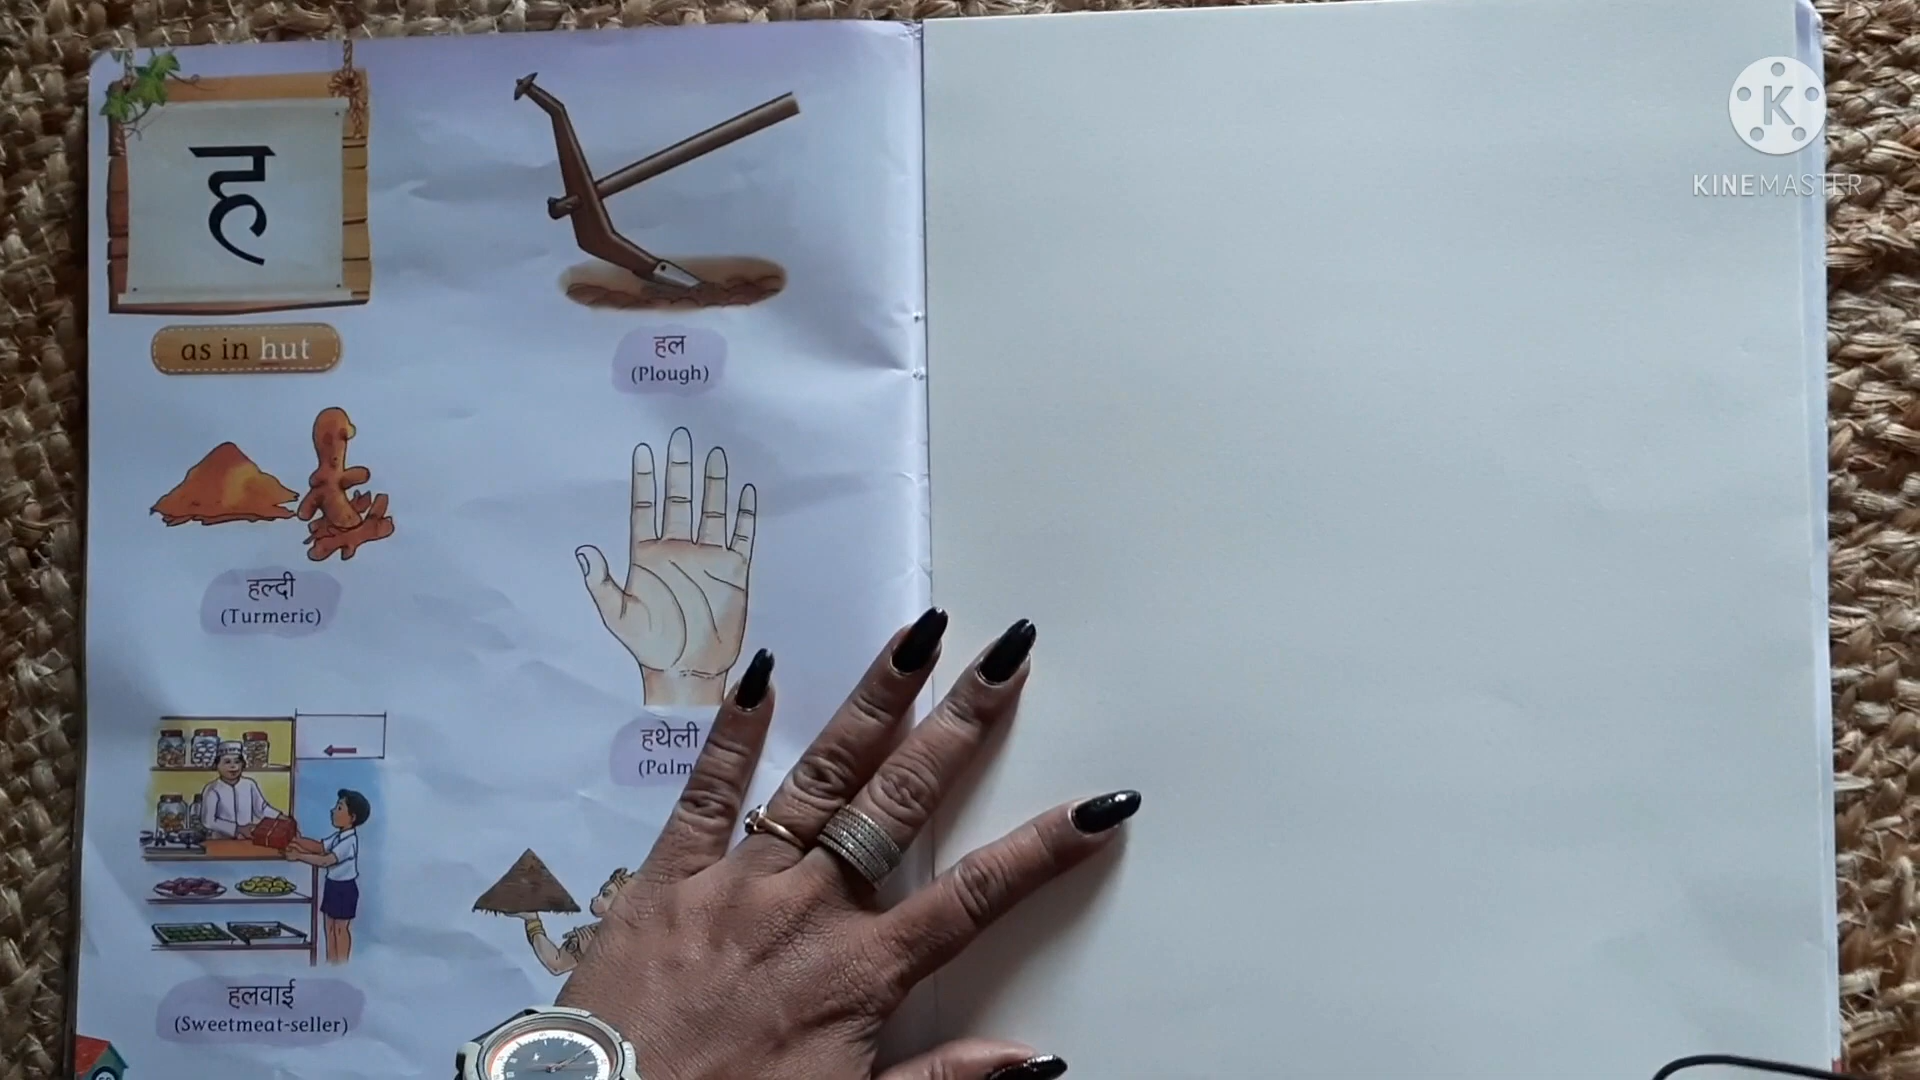 ह
as in hut
हल
(Plough)
हल्दी
(Turmeric)
हथेली
(Palm
हलवाई
(Sweetmeat-seller)
K
KINEMASTER